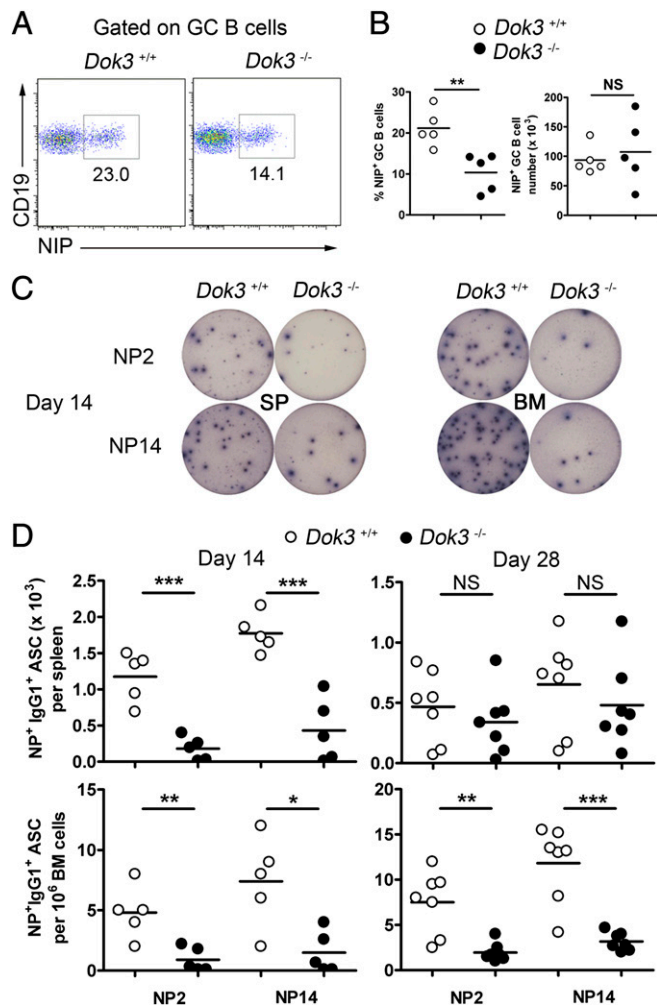 A
Gated on GC B cells
Dok3 +/+
Dok3 -/-
CD19
23.0
14.1
NIP
B
Dok3 +/+
Dok3 -/-
% NIP+ GC B cells
30
20
10
0
**
NIP+ GC B cell
number (x 103)
200
150
100
50
0
NS
C
Dok3 +/+
Dok3 -/-
Dok3 +/+
Dok3 -/-
NP2
Day 14
SP
BM
NP14
D
Dok3 +/+
Dok3 -/-
Day 14
Day 28
NP+ IgG1+ ASC (x 103)
per spleen
2.5
2.0
1.5
1.0
0.5
0.0
***
***
1.5
1.0
0.5
0.0
NS
NS
NP+IgG1+ ASC
per 106 BM cells
15
10
5
0
**
*
20
15
10
5
0
**
***
NP2
NP14
NP2
NP14